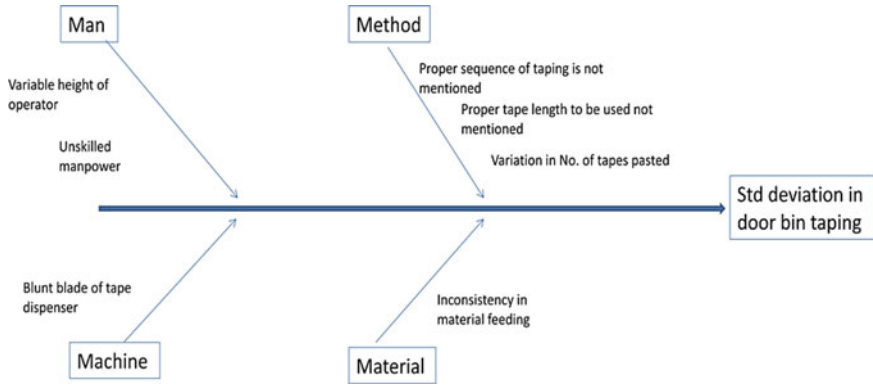 Man
Method
Variable height of
operator
Unskilled
manpower
Proper sequence of taping is not
mentioned
Proper tape length to be used not
mentioned
Variation in No. of tapes pasted
Std deviation in
door bin taping
Blunt blade of tape
dispenser
Machine
Inconsistency in
material feeding
Material